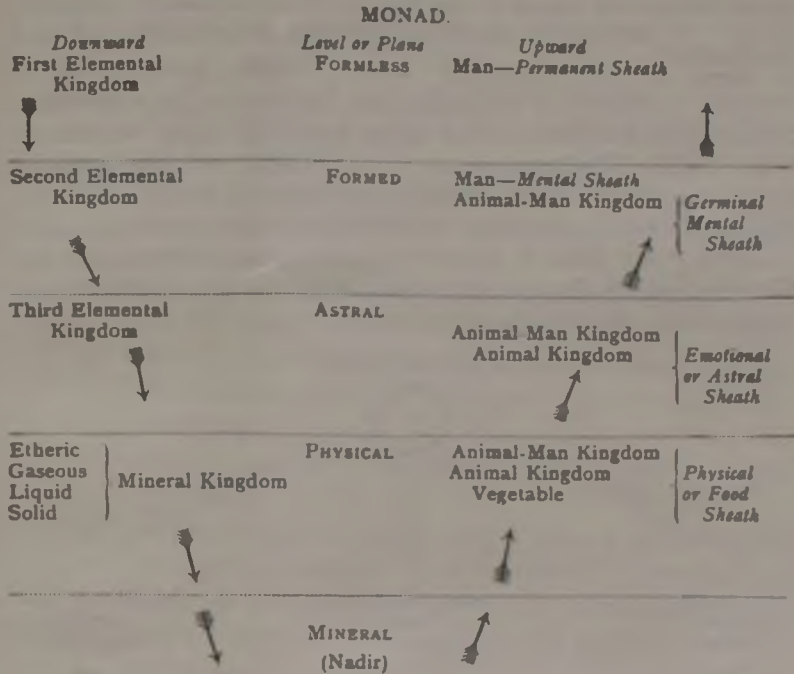 MONAD.
Downward Level or Plane Upward
First Elemental FORMLESS Man—Permanent Sheath
Kingdom
Second Elemental FORMED Man—Mental Sheath
Kingdom Animal-Man Kingdom Germinal
Mental
Sheath
Third Elemental ASTRAL
Kingdom Animal Man Kingdom
Animal Kingdom Emotional
or Astral
Sheath
Etheric PHYSICAL Animal-Man Kingdom
Gaseous Mineral Kingdom Animal Kingdom Physical
Liquid Vegetable or Food
Solid Sheath
MINERAL
(Nadir)